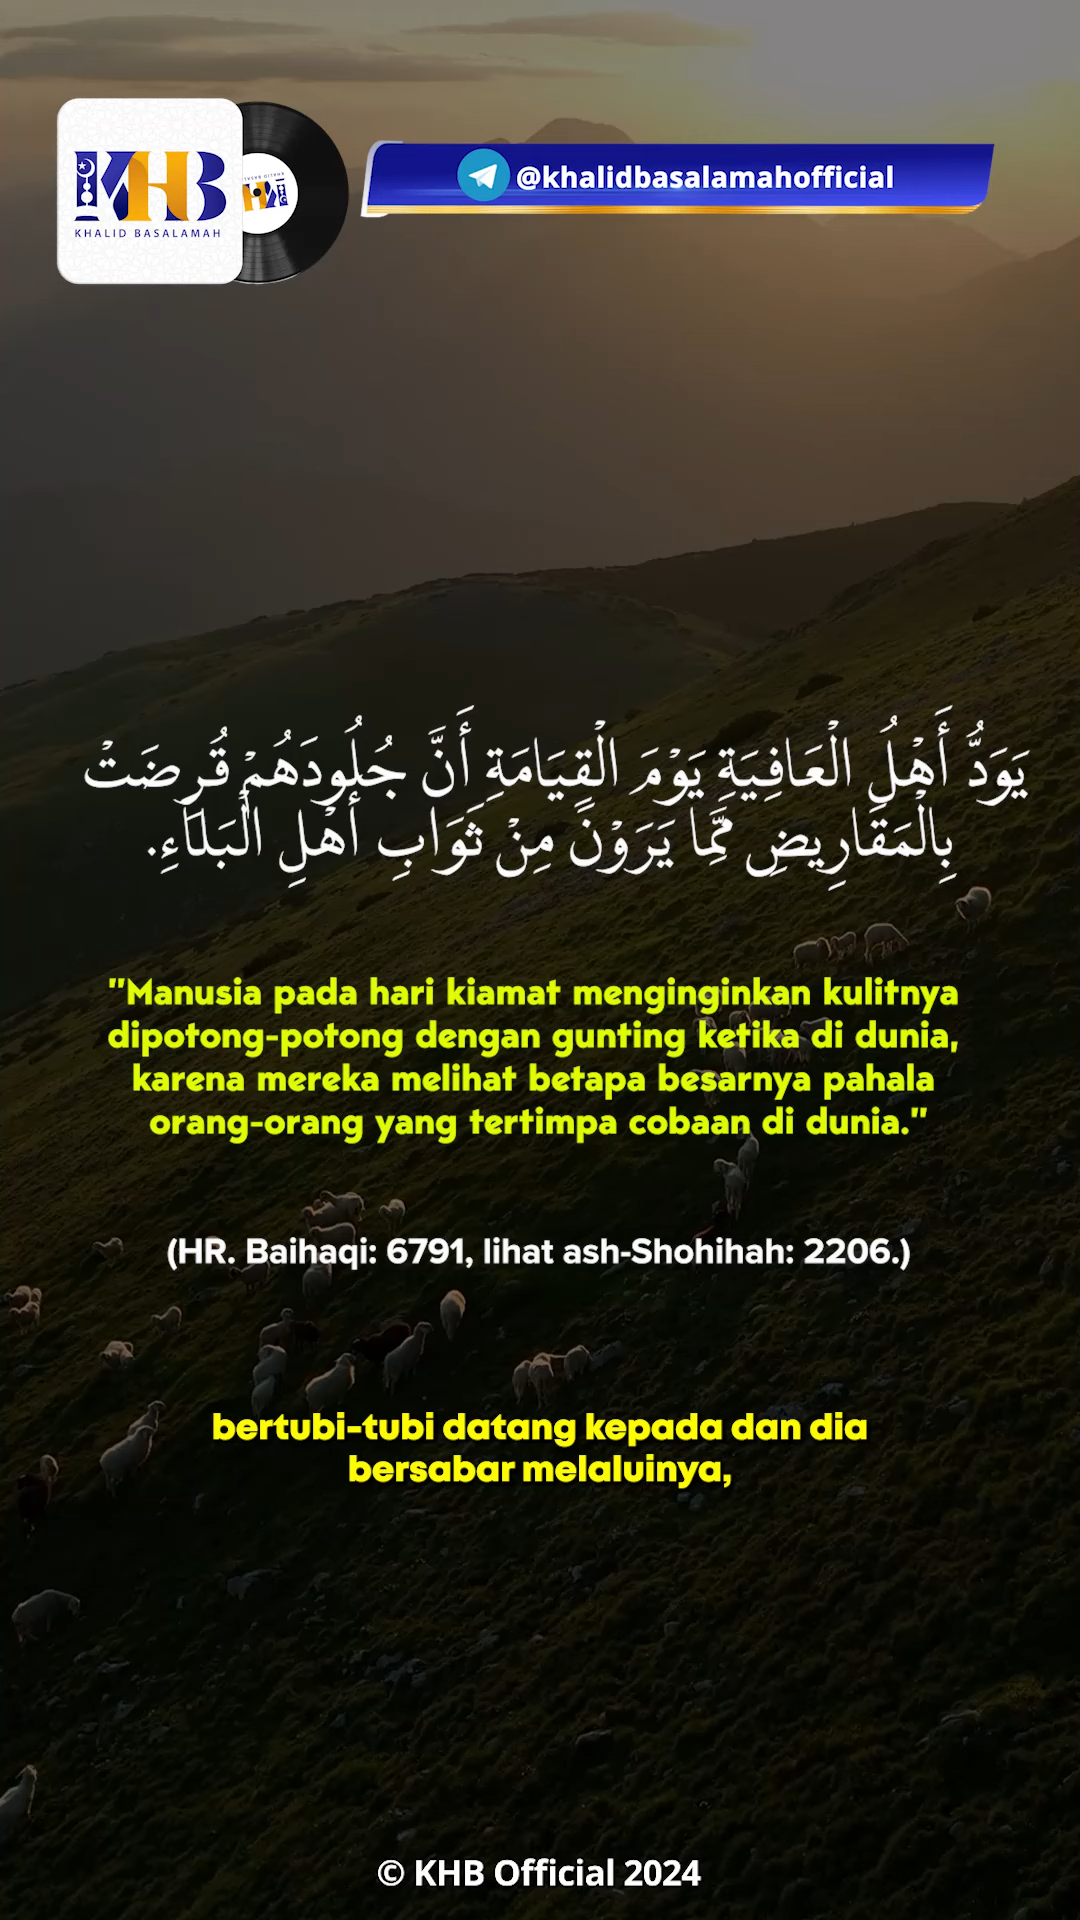 KHB
KHALID BASALAMAH
@khalidbasalamahofficial
يَوَدُّ أَهْلُ الْعَافِيَةِ يَوْمَ الْقِيَامَةِ أَنَّ جُلُودَهُمْ قُرِضَتْ
بِالْمَقَارِيضِ مِمَّا يَرَوْنَ مِنْ ثَوَابِ أَهْلِ الْبَلَاءِ.
"Manusia pada hari kiamat menginginkan kulitnya
dipotong-potong dengan gunting ketika di dunia,
karena mereka melihat betapa besarnya pahala
orang-orang yang tertimpa cobaan di dunia."
(HR. Baihaqi: 6791, lihat ash-Shohihah: 2206.)
bertubi-tubi datang kepada dan dia
bersabar melaluinya,
© KHB Official 2024